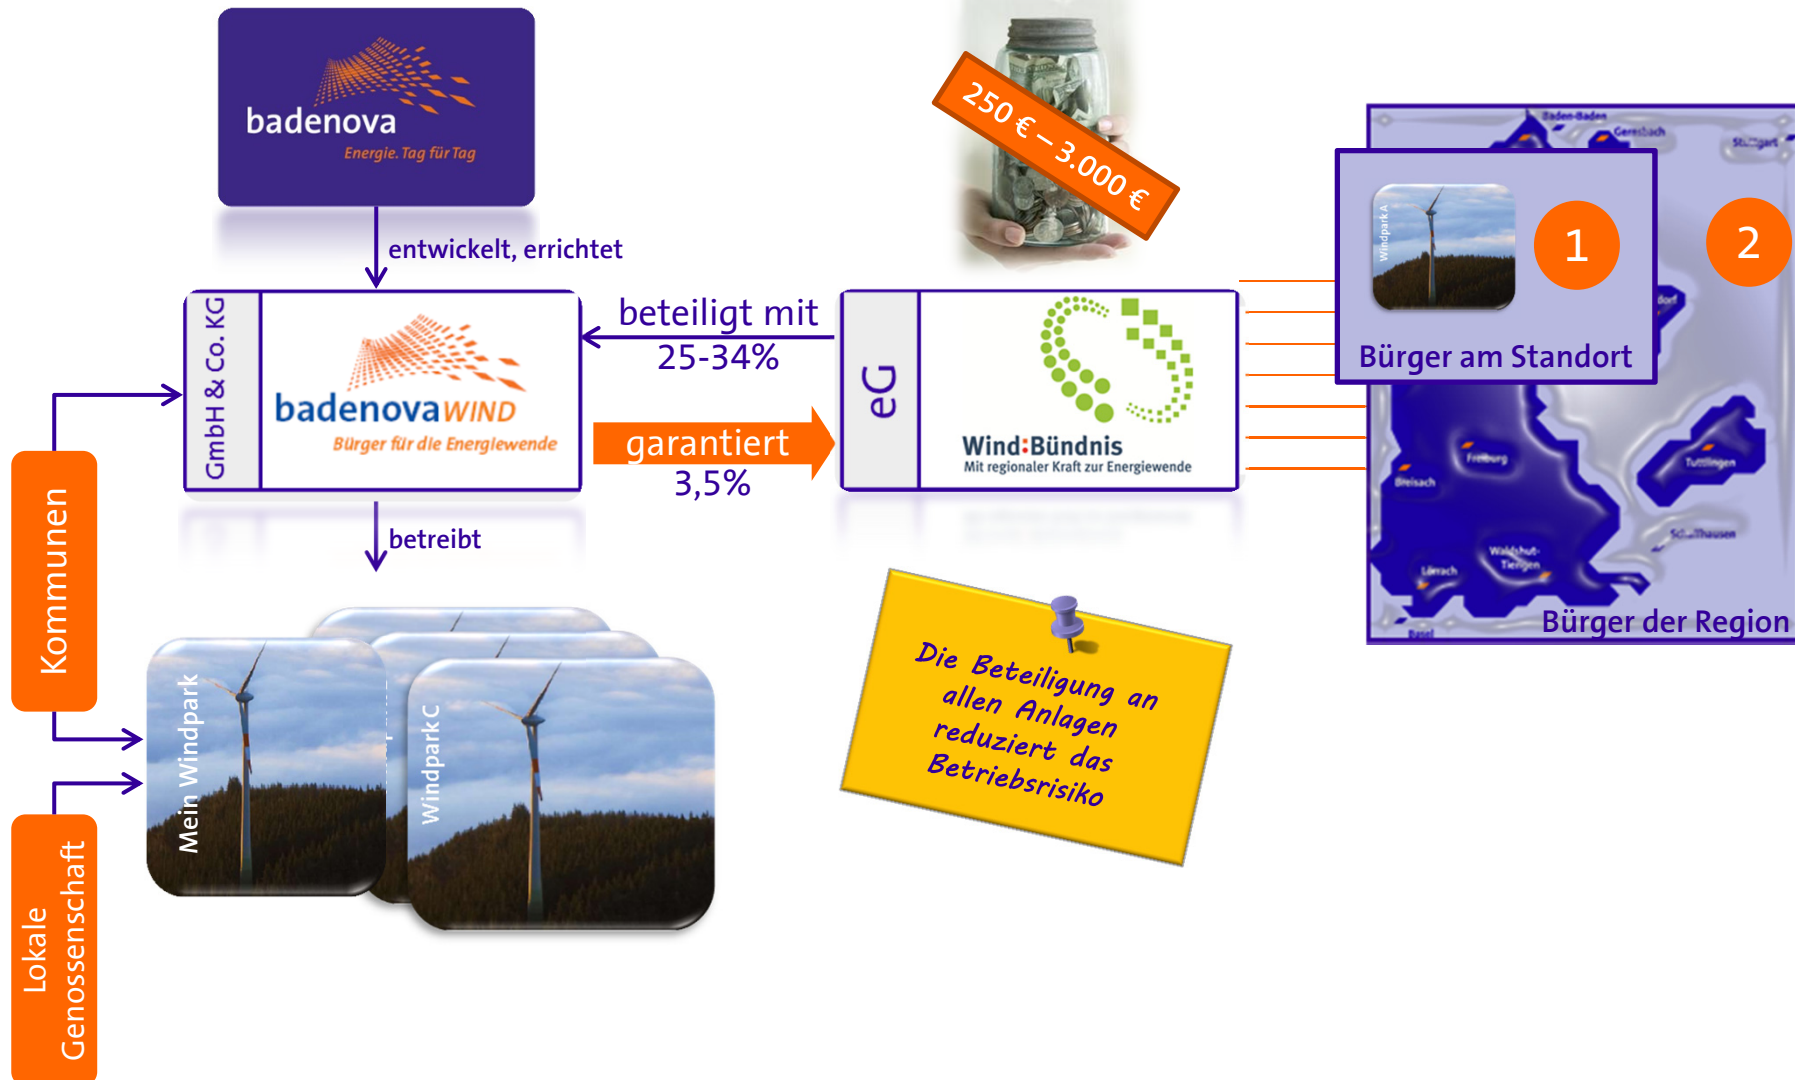 badenova
Energie. Tag für Tag
entwickelt, errichtet
GmbH & Co. KG
badenovaWIND
Bürger für die Energiewende
beteiligt mit
25-34%
garantiert
3,5%
betreibt
Kommunen
Lokale
Genossenschaft
Mein Windpark
Windpark C
250 € – 3.000 €
eG
Wind:Bündnis
Mit regionaler Kraft zur Energiewende
Die Beteiligung an
allen Anlagen
reduziert das
Betriebsrisiko
Baden-Baden
Gernsbach
Stuttgart
Windpark A
1
2
Bürger am Standort
Freiburg
Breisach
Tuttlingen
Schaffhausen
Waldshut-
Tiengen
Lörrach
Basel
Bürger der Region